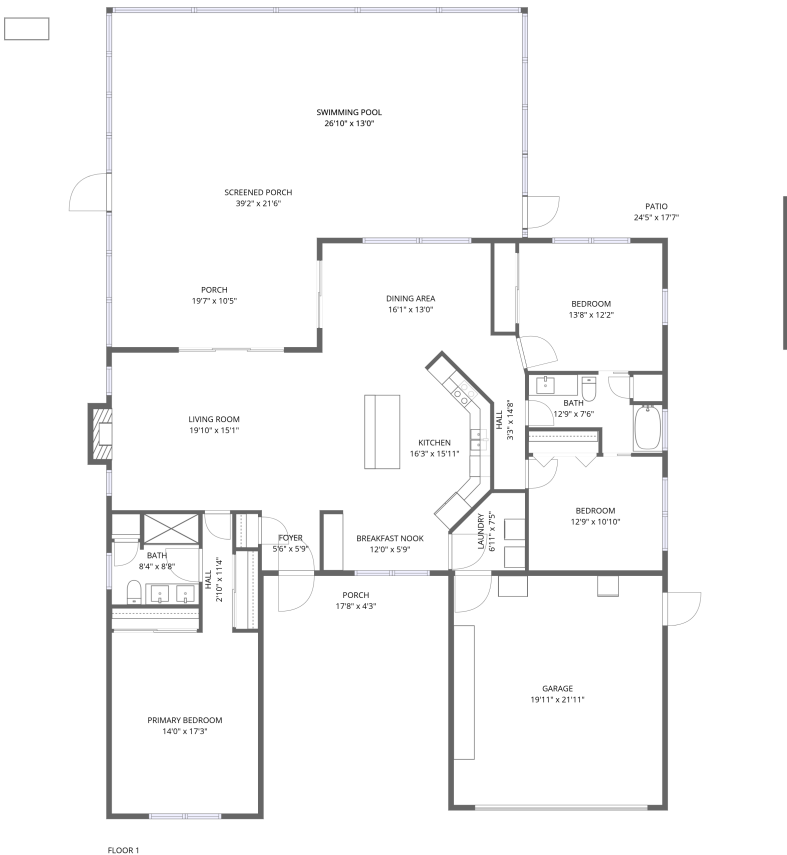 SWIMMING POOL
26'10" x 13'0"
SCREENED PORCH
39'2" x 21'6"
PATIO
24'5" x 17'7"
PORCH
19'7" x 10'5"
DINING AREA
16'1" x 13'0"
BEDROOM
13'8" x 12'2"
BATH
12'9" x 7'6"
HALL
3'3" x 14'8"
LIVING ROOM
19'10" x 15'1"
KITCHEN
16'3" x 15'11"
BEDROOM
12'9" x 10'10"
LAUNDRY
6'11" x 7'5"
FOYER
5'6" x 5'9"
BREAKFAST NOOK
12'0" x 5'9"
BATH
8'4" x 8'8"
HALL
2'10" x 11'4"
PORCH
17'8" x 4'3"
GARAGE
19'11" x 21'11"
PRIMARY BEDROOM
14'0" x 17'3"
FLOOR 1